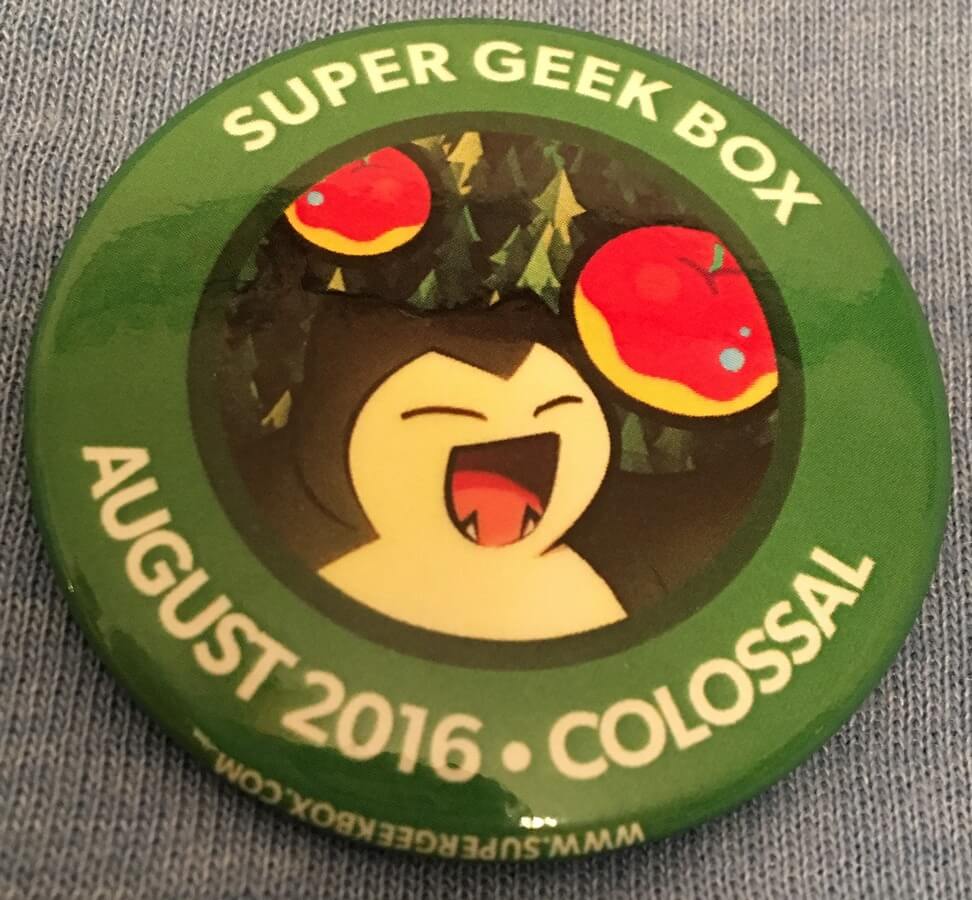 SUPER GEEK BOX
AUGUST 2016 • COLOSSAL
WWW.SUPERGEEKBOX.COM